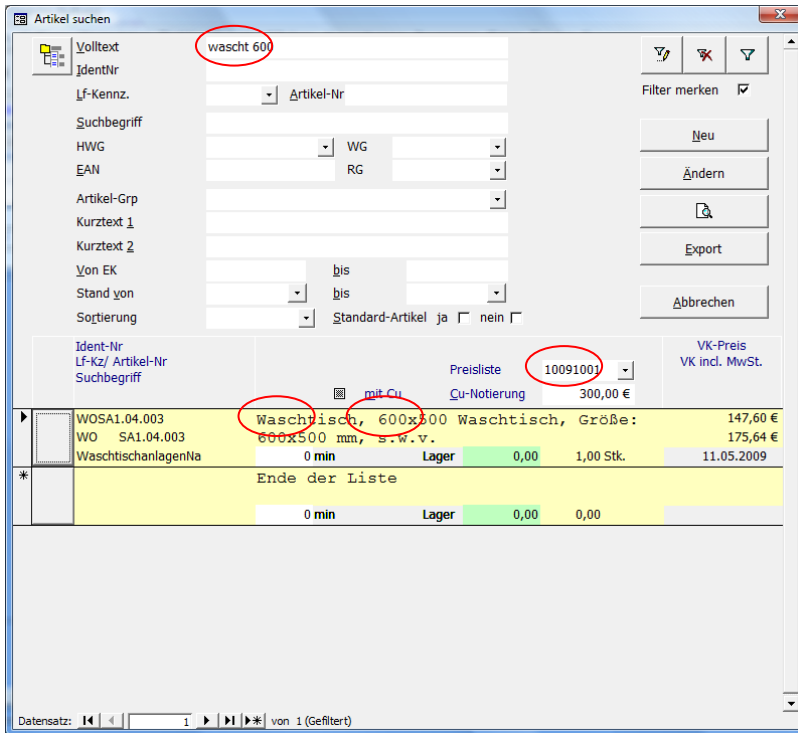 Artikel suchen
Volltext wascht 600
IdentNr
Lf-Kennz. Artikel-Nr Filter merken
Suchbegriff
HWG WG Neu
EAN RG
Ändern
Artikel-Grp
Kurztext 1
Kurztext 2 Export
Von EK bis
Stand von bis Abbrechen
Sortierung Standard-Artikel ja nein
Ident-Nr VK-Preis
Lf-Kz/ Artikel-Nr Preisliste 10091001 VK incl. MwSt.
Suchbegriff
mit Cu Cu-Notierung 300,00 €
WOSA1.04.003 Waschtisch, 600x500 Waschtisch, Größe: 147,60 €
WO SA1.04.003 600x500 mm, s.w.v. 175,64 €
WaschtischanlagenNa 0 min Lager 0,00 1,00 Stk. 11.05.2009
Ende der Liste
0 min Lager 0,00 0,00
Datensatz: 1 von 1 (Gefiltert)